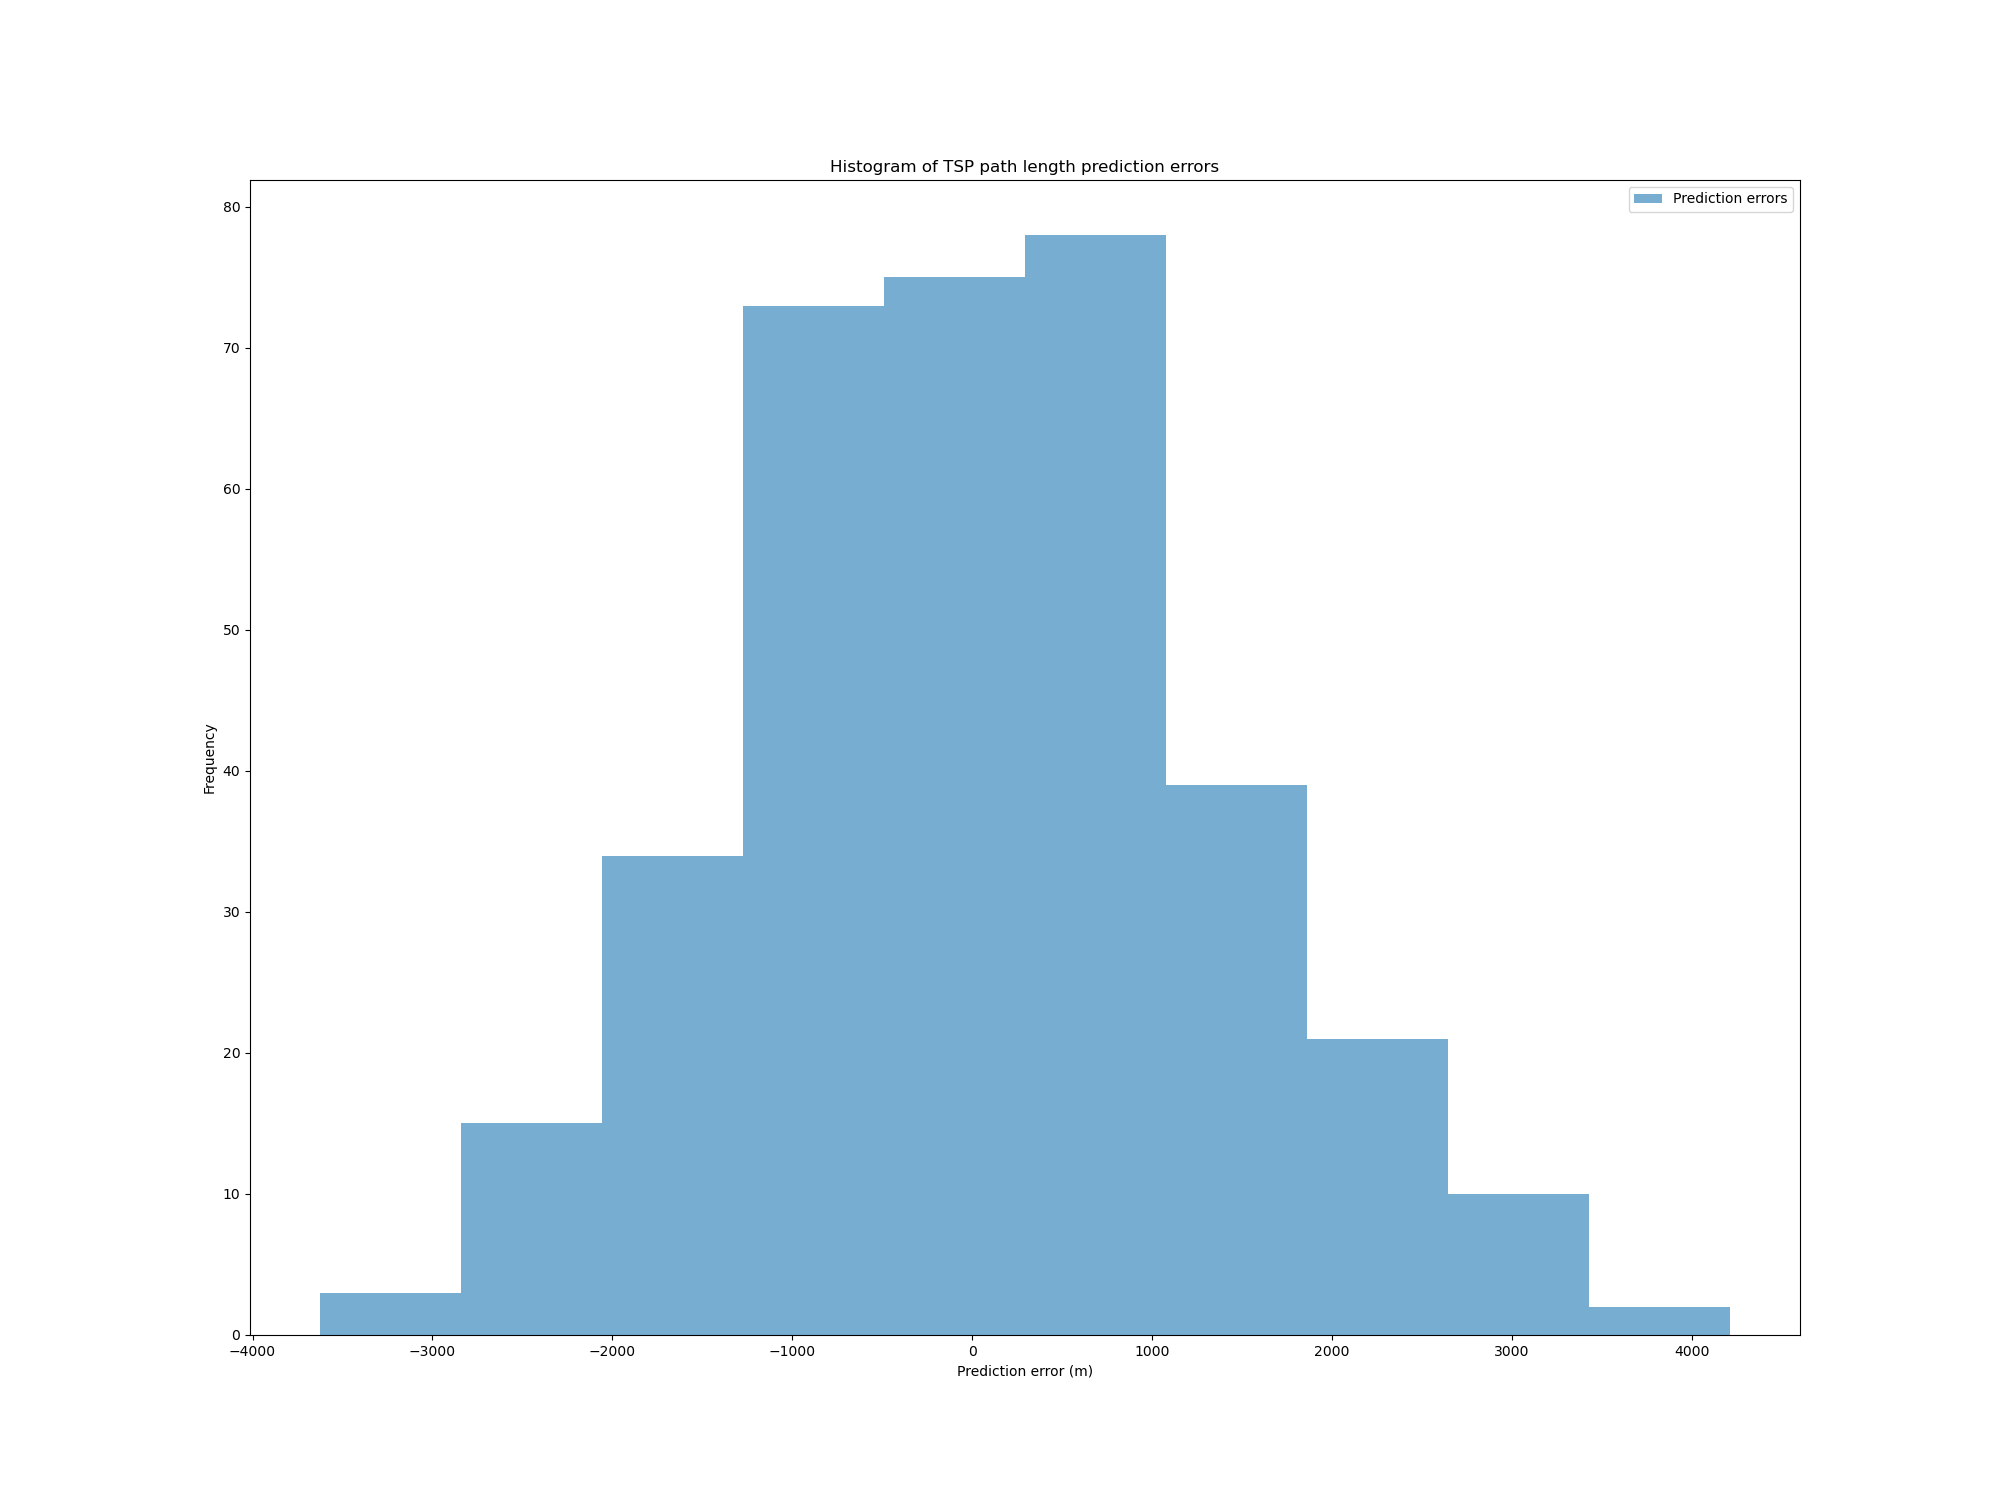 Histogram of TSP path length prediction errors
Prediction errors
80
70
60
50
40
30
20
10
0
Frequency
−4000 −3000 −2000 −1000 0 1000 2000 3000 4000
Prediction error (m)